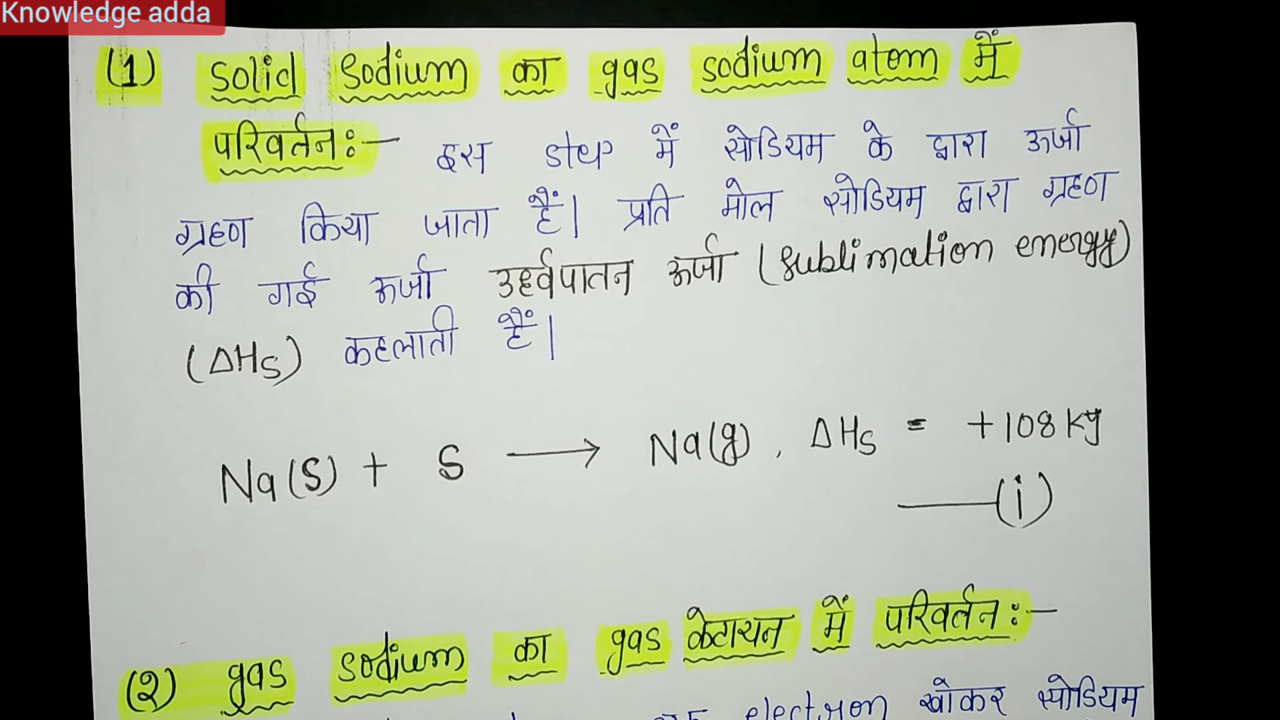 Knowledge adda
(1) Solid Sodium का gas sodium atom में
परिवर्तनः— इस step में सोडियम के द्वारा ऊर्जा
ग्रहण किया जाता हैं। प्रति मोल सोडियम द्वारा ग्रहण
की गई ऊर्जा उर्ह्वपातन ऊर्जा (Sublimation energy)
(ΔHS) कहलाती हैं।
Na(S) + S ⟶ Na(g), ΔHS = +108 kg
——(i)
(2) gas sodium का gas केटायन में परिवर्तनः—
electron खोकर सोडियम